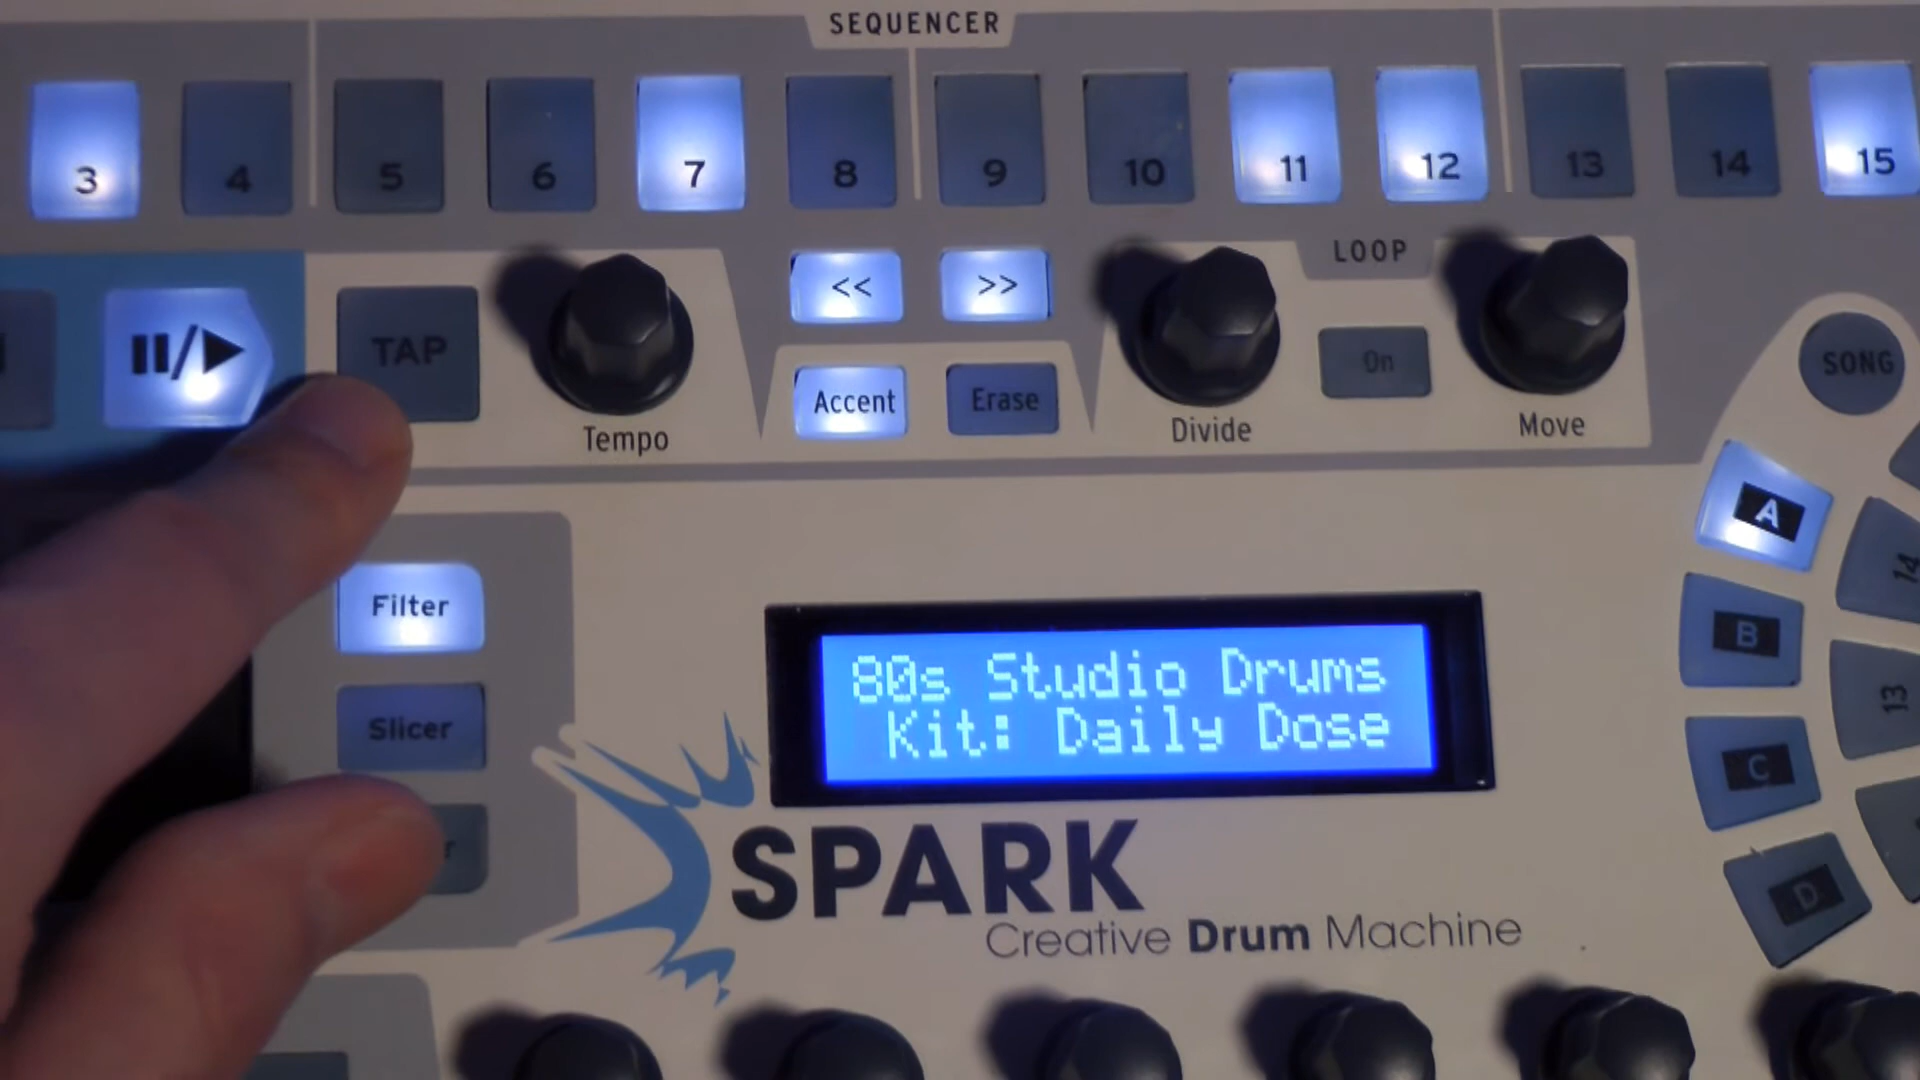 SEQUENCER
3 4 5 6 7 8 9 10 11 12 13 14 15
<< >>
LOOP
TAP
On
SONG
Accent Erase
Tempo
Divide
Move
A
14
Filter
B
80s Studio Drums
Kit: Daily Dose
13
Slicer
C
r
SPARK
D
Creative Drum Machine